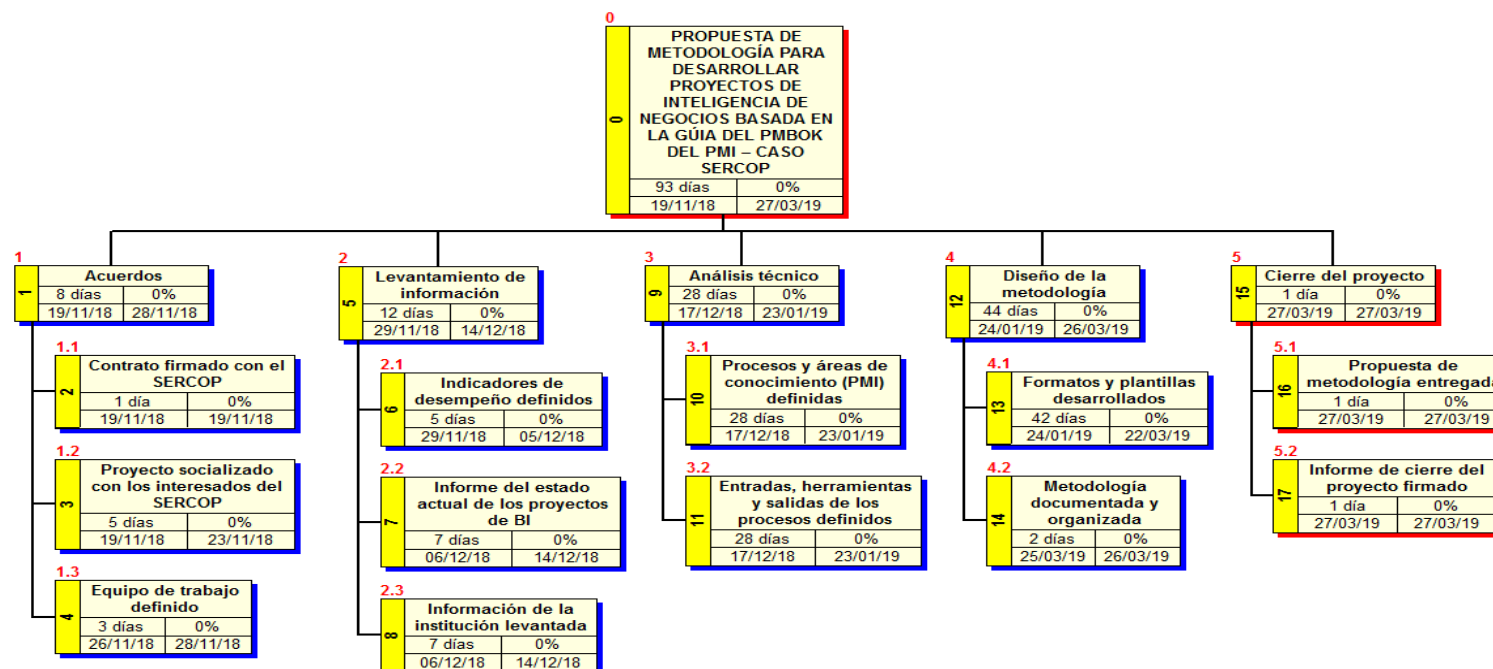 0
0
PROPUESTA DE
METODOLOGÍA PARA
DESARROLLAR
PROYECTOS DE
INTELIGENCIA DE
NEGOCIOS BASADA EN
LA GÚIA DEL PMBOK
DEL PMI – CASO
SERCOP
93 días 0%
19/11/18 27/03/19
1
1
Acuerdos
8 días 0%
19/11/18 28/11/18
1.1
2
Contrato firmado con el
SERCOP
1 día 0%
19/11/18 19/11/18
1.2
3
Proyecto socializado
con los interesados del
SERCOP
5 días 0%
19/11/18 23/11/18
1.3
4
Equipo de trabajo
definido
3 días 0%
26/11/18 28/11/18
2
5
Levantamiento de
información
12 días 0%
29/11/18 14/12/18
2.1
6
Indicadores de
desempeño definidos
5 días 0%
29/11/18 05/12/18
2.2
7
Informe del estado
actual de los proyectos
de BI
7 días 0%
06/12/18 14/12/18
2.3
8
Información de la
institución levantada
7 días 0%
06/12/18 14/12/18
3
9
Análisis técnico
28 días 0%
17/12/18 23/01/19
3.1
10
Procesos y áreas de
conocimiento (PMI)
definidas
28 días 0%
17/12/18 23/01/19
3.2
11
Entradas, herramientas
y salidas de los
procesos definidos
28 días 0%
17/12/18 23/01/19
4
12
Diseño de la
metodología
44 días 0%
24/01/19 26/03/19
4.1
13
Formatos y plantillas
desarrollados
42 días 0%
24/01/19 22/03/19
4.2
14
Metodología
documentada y
organizada
2 días 0%
25/03/19 26/03/19
5
15
Cierre del proyecto
1 día 0%
27/03/19 27/03/19
5.1
16
Propuesta de
metodología entregada
1 día 0%
27/03/19 27/03/19
5.2
17
Informe de cierre del
proyecto firmado
1 día 0%
27/03/19 27/03/19